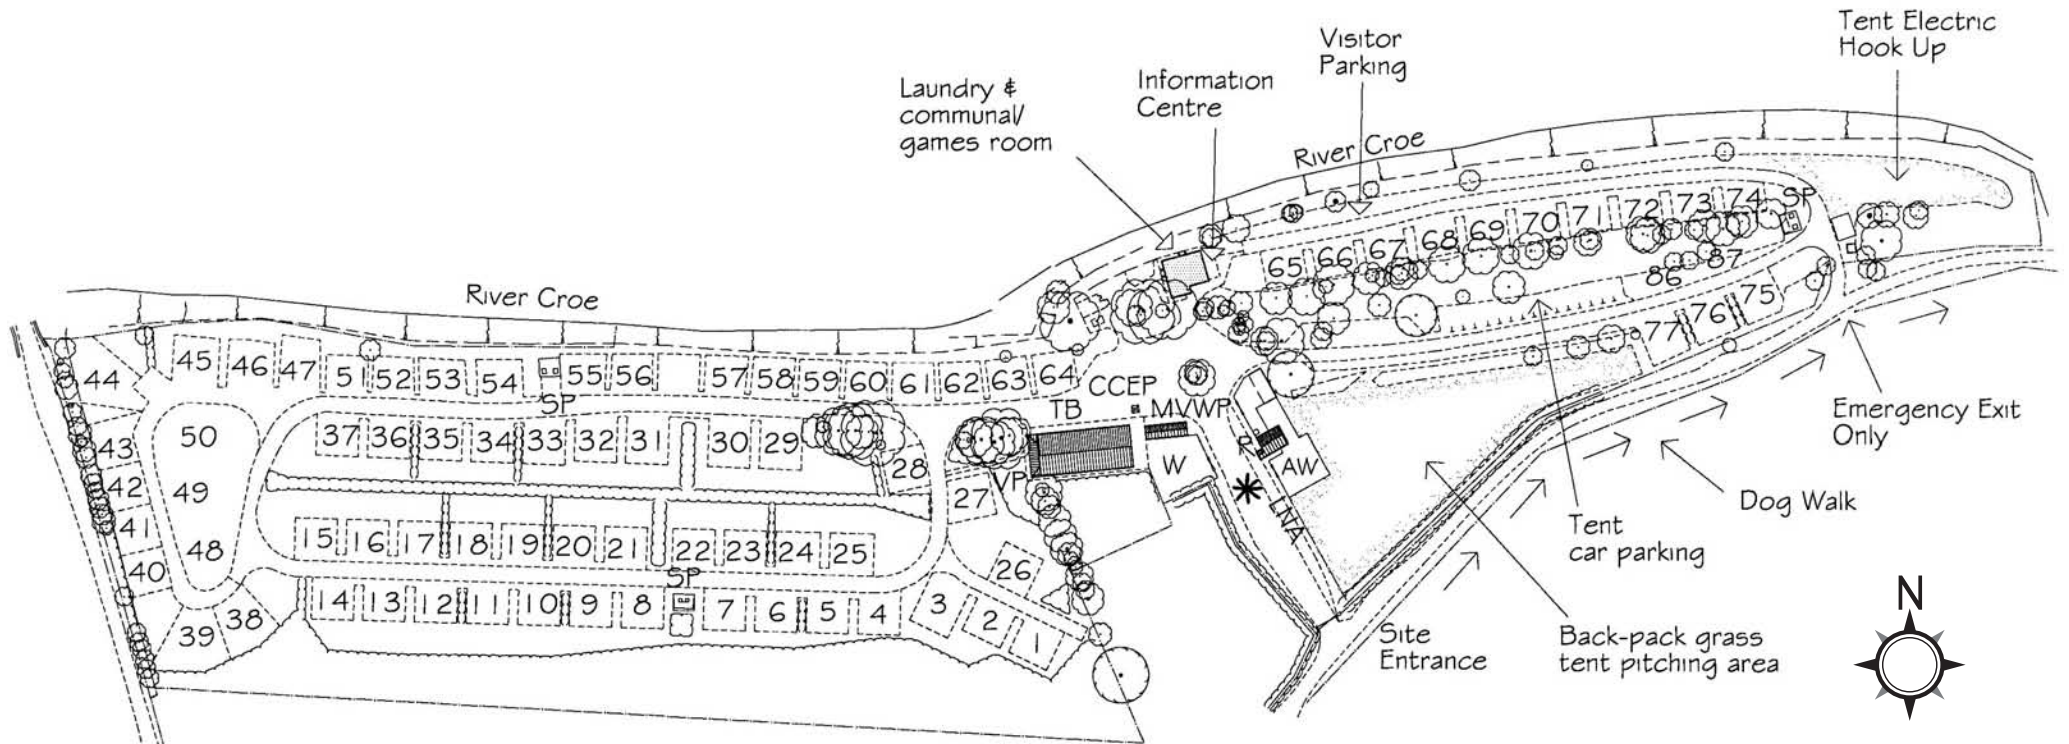 Tent Electric
Hook Up
Visitor
Parking
Information
Centre
Laundry &
communal/
games room
River Croe
River Croe
65 66 67 68 69 70 71 72 73 74 SP
86 87
77 76 75
45 46 47 51 52 53 54 55 56 57 58 59 60 61 62 63 64
44
SP
CCEP
TB
MVWP
50
37 36 35 34 33 32 31 30 29
28
43
R
W
AW
VP
42
49
27
41
LNA
48
15 16 17 18 19 20 21 22 23 24 25
40
SP
26
14 13 12 11 10 9 8 7 6 5 4 3 2 1
39 38
Emergency Exit
Only
Dog Walk
Tent
car parking
Site
Entrance
Back-pack grass
tent pitching area
N